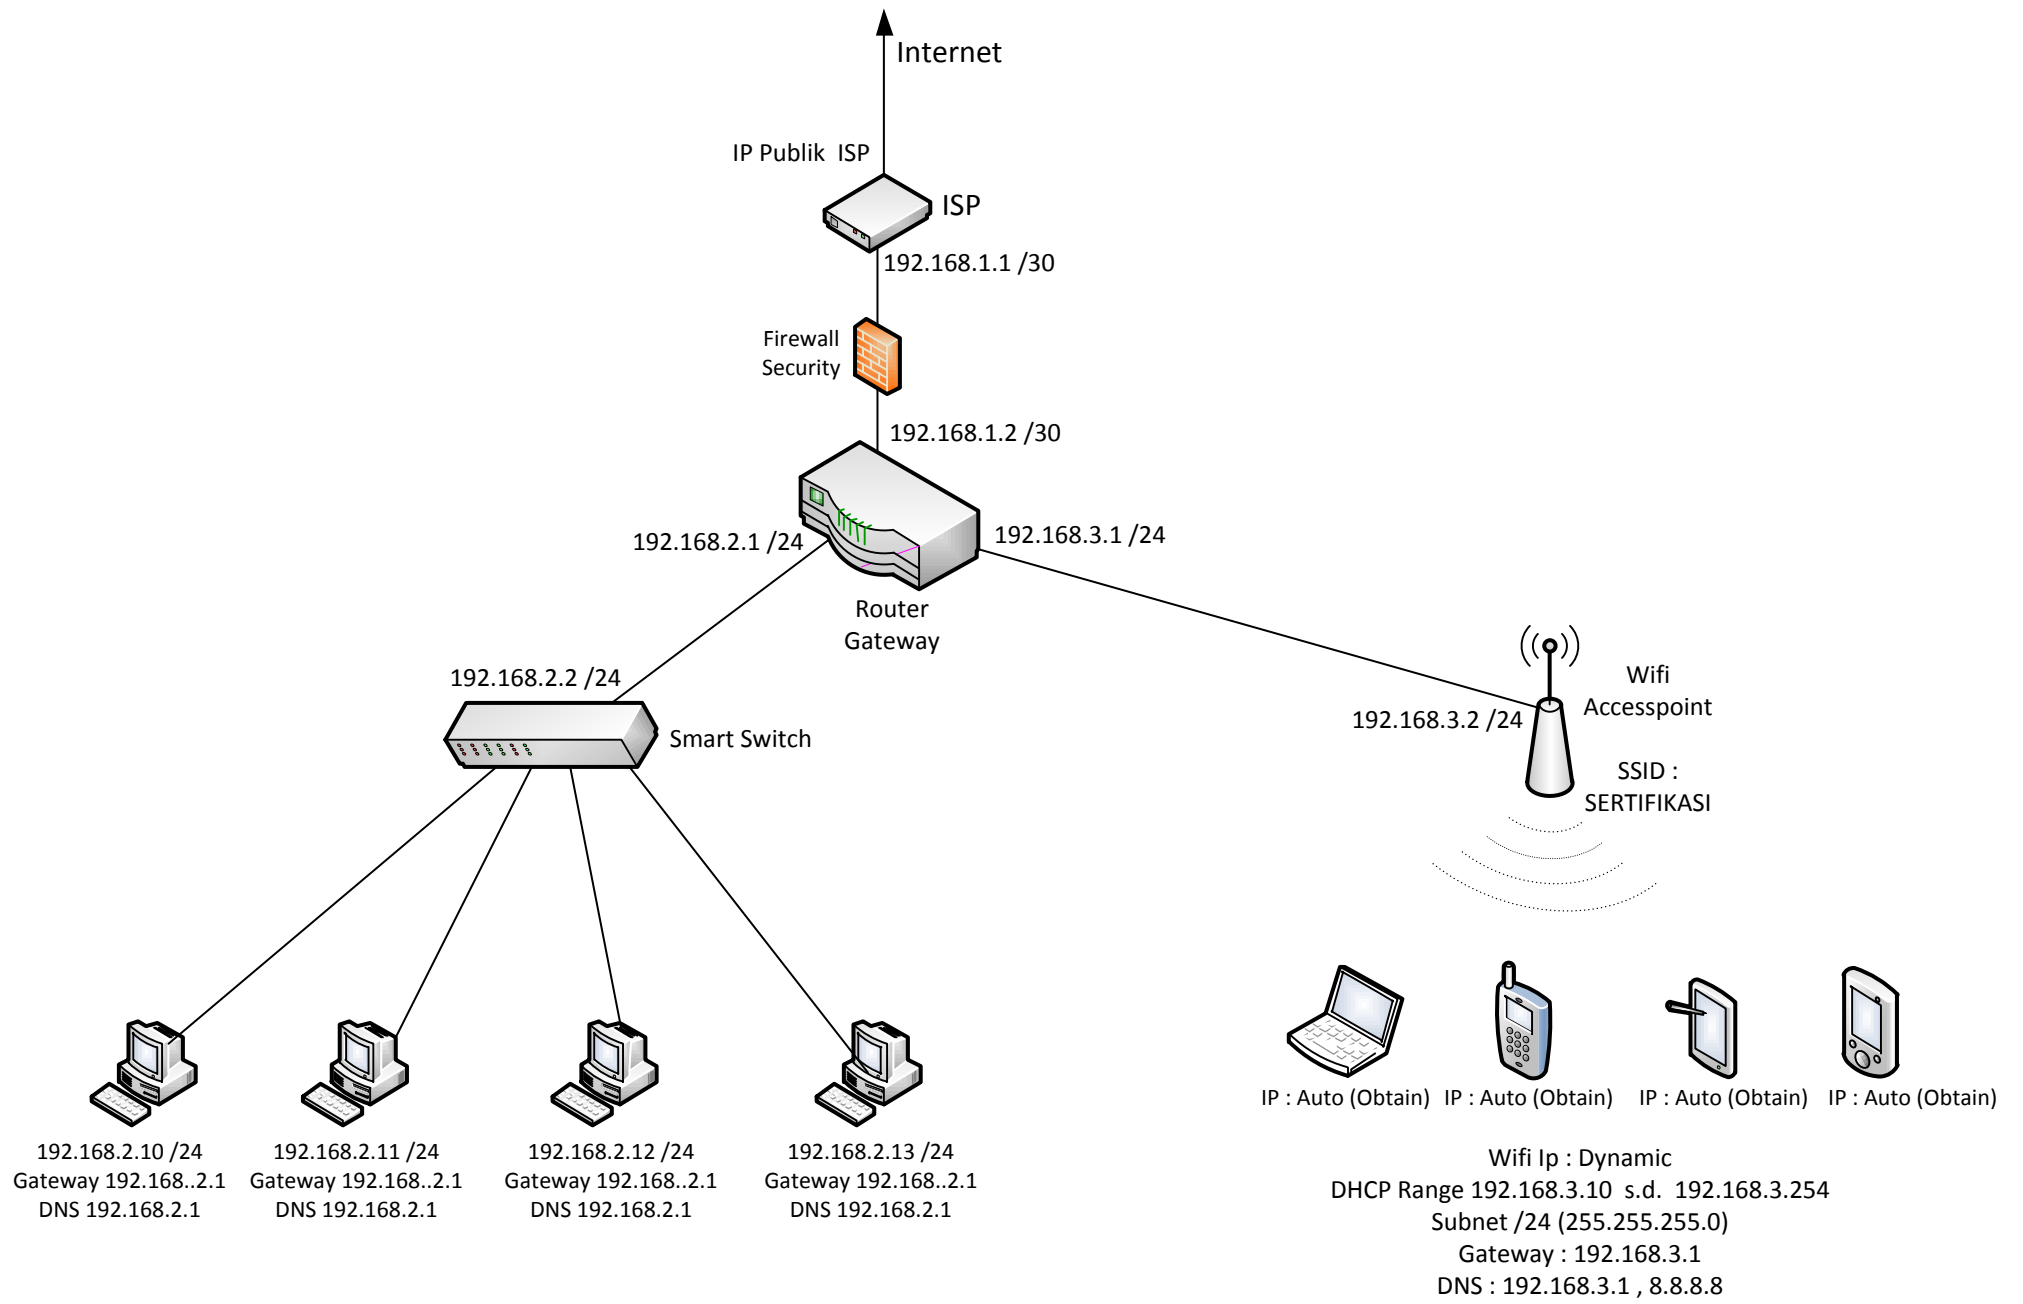 Internet
IP Publik  ISP
ISP
192.168.1.1 /30
Firewall
Security
192.168.1.2 /30
192.168.2.1 /24
192.168.3.1 /24
Router
Gateway
192.168.2.2 /24
Smart Switch
Wifi
Accesspoint
192.168.3.2 /24
SSID :
SERTIFIKASI
192.168.2.10 /24
Gateway 192.168..2.1
DNS 192.168.2.1
192.168.2.11 /24
Gateway 192.168..2.1
DNS 192.168.2.1
192.168.2.12 /24
Gateway 192.168..2.1
DNS 192.168.2.1
192.168.2.13 /24
Gateway 192.168..2.1
DNS 192.168.2.1
IP : Auto (Obtain)
IP : Auto (Obtain)
IP : Auto (Obtain)
IP : Auto (Obtain)
Wifi Ip : Dynamic
DHCP Range 192.168.3.10  s.d.  192.168.3.254
Subnet /24 (255.255.255.0)
Gateway : 192.168.3.1
DNS : 192.168.3.1 , 8.8.8.8